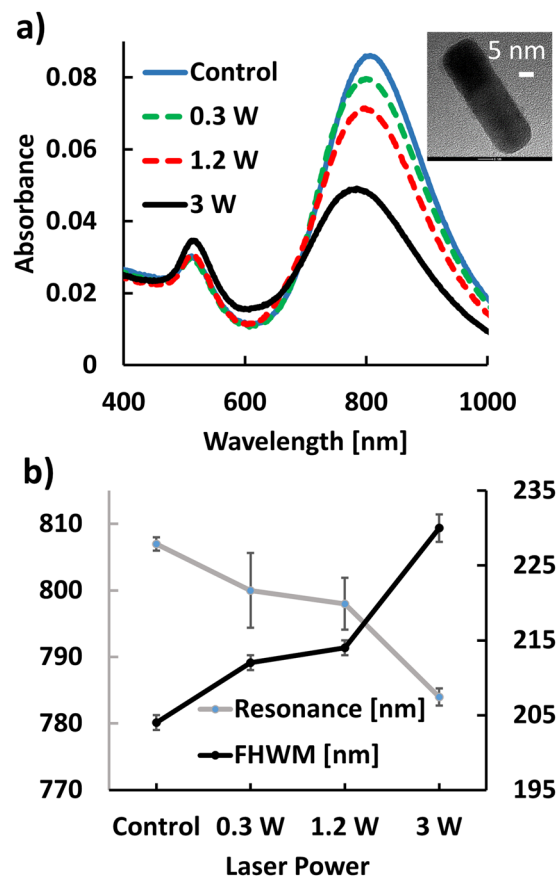 a)
0.08
0.06
0.04
0.02
0
Absorbance
Control
0.3 W
1.2 W
3 W
5 nm
400 600 800 1000
Wavelength [nm]
b)
810
800
790
780
770
235
225
215
205
195
Resonance [nm]
FHWM [nm]
Control 0.3 W 1.2 W 3 W
Laser Power